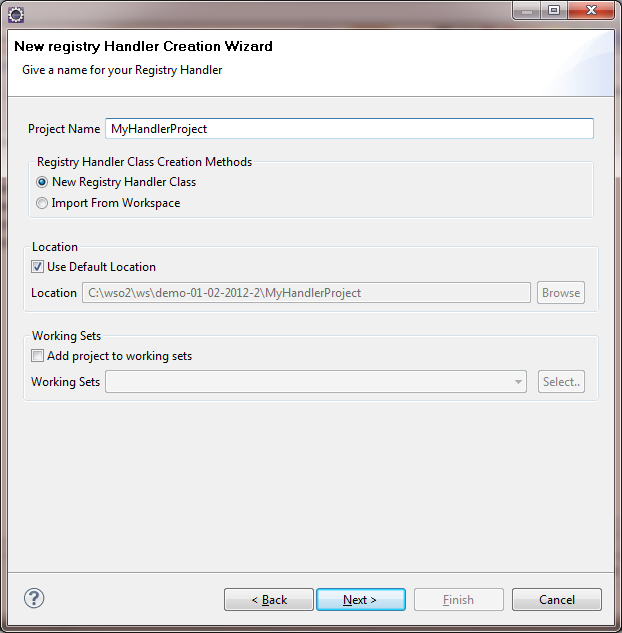 New registry Handler Creation Wizard
Give a name for your Registry Handler
Project Name MyHandlerProject
Registry Handler Class Creation Methods
New Registry Handler Class
Import From Workspace
Location
Use Default Location
Location C:\wso2\ws\demo-01-02-2012-2\MyHandlerProject Browse
Working Sets
Add project to working sets
Working Sets Select..
? < Back Next > Finish Cancel